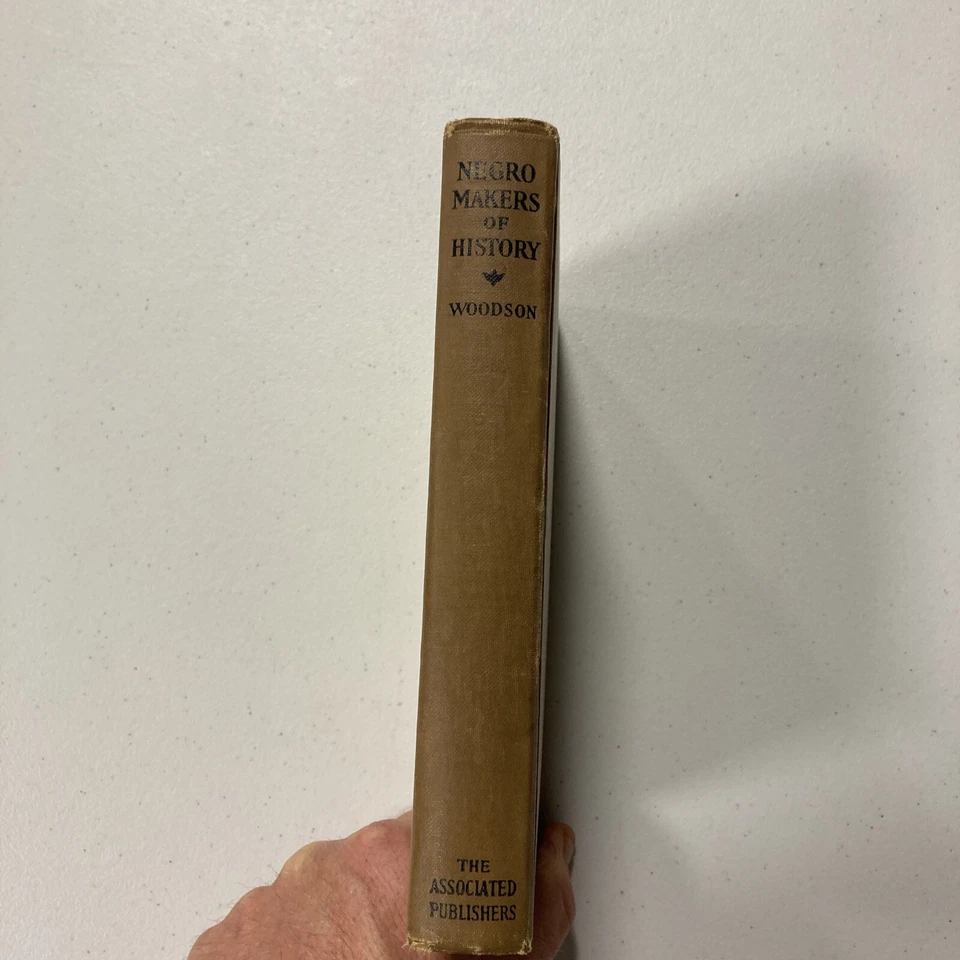 NEGRO
MAKERS
OF
HISTORY
WOODSON
THE
ASSOCIATED
PUBLISHERS